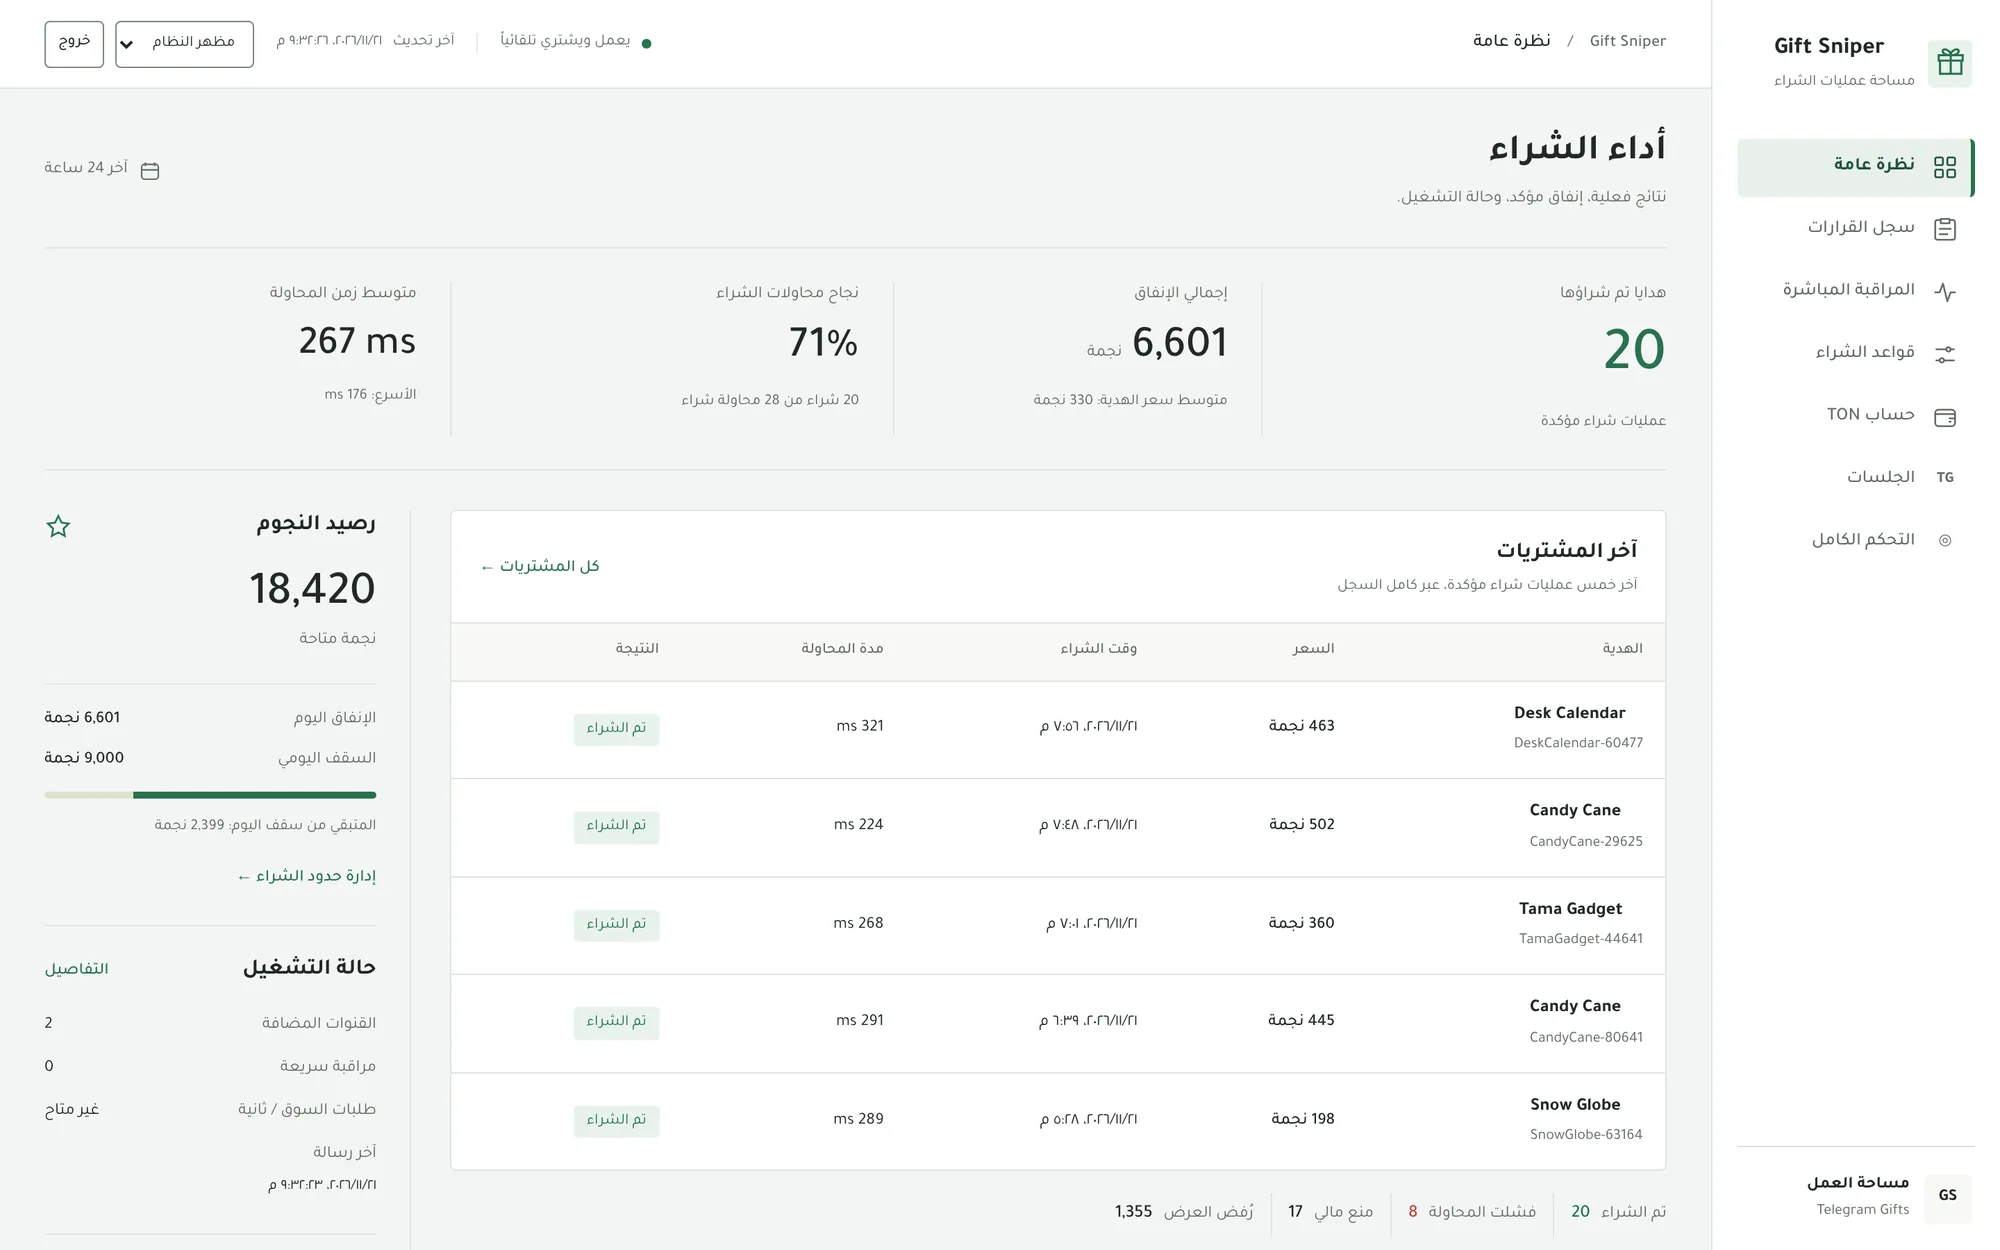 Gift Sniper
مساحة عمليات الشراء
نظرة عامة
سجل القرارات
المراقبة المباشرة
قواعد الشراء
حساب TON
TG الجلسات
التحكم الكامل
GS
مساحة العمل
Telegram Gifts
Gift Sniper / نظرة عامة
يعمل ويشتري تلقائياً
آخر تحديث ٢٠٢٦/١١/٢١، ٩:٣٢:٢٦ م
مظهر النظام
خروج
أداء الشراء
نتائج فعلية، إنفاق مؤكد، وحالة التشغيل.
آخر 24 ساعة
هدايا تم شراؤها
20
عمليات شراء مؤكدة
إجمالي الإنفاق
6,601 نجمة
متوسط سعر الهدية: 330 نجمة
نجاح محاولات الشراء
71%
20 شراء من 28 محاولة شراء
متوسط زمن المحاولة
267 ms
الأسرع: 176 ms
آخر المشتريات
آخر خمس عمليات شراء مؤكدة، عبر كامل السجل
كل المشتريات ←
الهدية السعر وقت الشراء مدة المحاولة النتيجة
Desk Calendar
DeskCalendar-60477
463 نجمة
٢٠٢٦/١١/٢١، ٧:٥٦ م
321 ms
تم الشراء
Candy Cane
CandyCane-29625
502 نجمة
٢٠٢٦/١١/٢١، ٧:٤٨ م
224 ms
تم الشراء
Tama Gadget
TamaGadget-44641
360 نجمة
٢٠٢٦/١١/٢١، ٧:٠١ م
268 ms
تم الشراء
Candy Cane
CandyCane-80641
445 نجمة
٢٠٢٦/١١/٢١، ٦:٣٩ م
291 ms
تم الشراء
Snow Globe
SnowGlobe-63164
198 نجمة
٢٠٢٦/١١/٢١، ٥:٢٨ م
289 ms
تم الشراء
تم الشراء 20
فشلت المحاولة 8
منع مالي 17
رُفض العرض 1,355
رصيد النجوم
18,420
نجمة متاحة
الإنفاق اليوم 6,601 نجمة
السقف اليومي 9,000 نجمة
المتبقي من سقف اليوم: 2,399 نجمة
إدارة حدود الشراء ←
حالة التشغيل
التفاصيل
القنوات المضافة 2
مراقبة سريعة 0
طلبات السوق / ثانية غير متاح
آخر رسالة
٢٠٢٦/١١/٢١، ٩:٣٢:٢٣ م